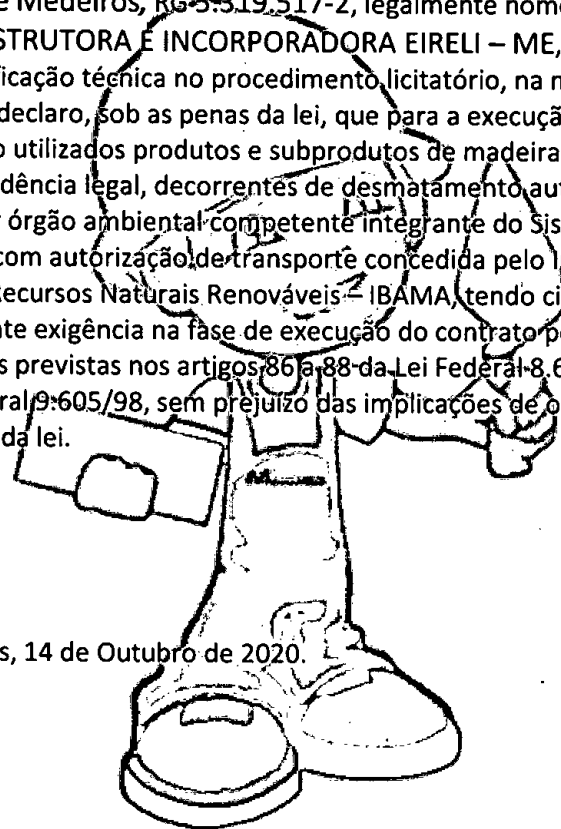 e Medeiros, RG 5.319.517-2, legalmente nom
STRUTORA E INCORPORADORA EIRELI – ME,
ficação técnica no procedimento licitatório, na
declaro, sob as penas da lei, que para a execuçã
o utilizados produtos e subprodutos de madeira
dência legal, decorrentes de desmatamento au
órgão ambiental competente integrante do Sis
com autorização de transporte concedida pelo I
Recursos Naturais Renováveis – IBAMA, tendo ci
te exigência na fase de execução do contrato p
s previstas nos artigos 86 a 88 da Lei Federal 8.6
ral 9.605/98, sem prejuízo das implicações de o
da lei.
s, 14 de Outubro de 2020.